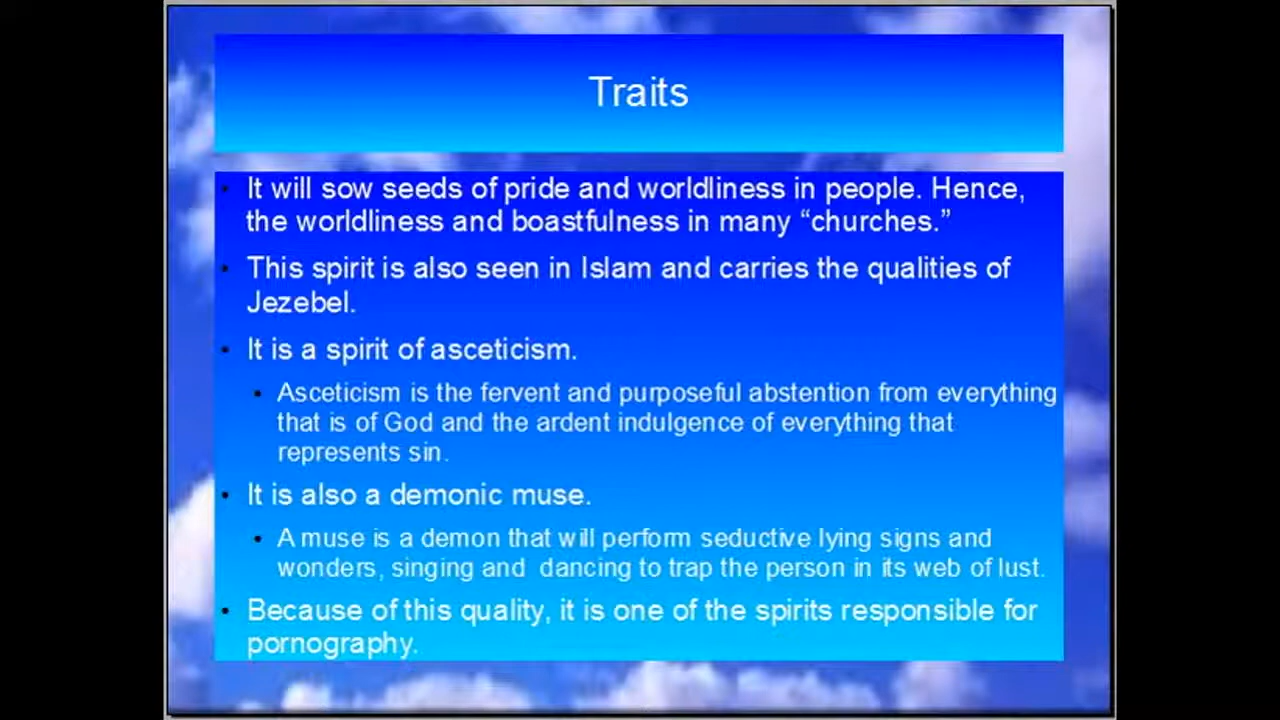 Traits
• It will sow seeds of pride and worldliness in people. Hence,
the worldliness and boastfulness in many “churches.”
• This spirit is also seen in Islam and carries the qualities of
Jezebel.
• It is a spirit of asceticism.
• Asceticism is the fervent and purposeful abstention from everything
that is of God and the ardent indulgence of everything that
represents sin.
• It is also a demonic muse.
• A muse is a demon that will perform seductive lying signs and
wonders, singing and  dancing to trap the person in its web of lust.
• Because of this quality, it is one of the spirits responsible for
pornography.